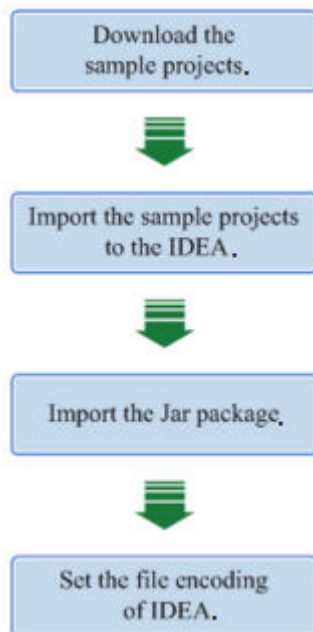 Download the
sample projects.
Import the sample projects
to the IDEA.
Import the Jar package.
Set the file encoding
of IDEA.